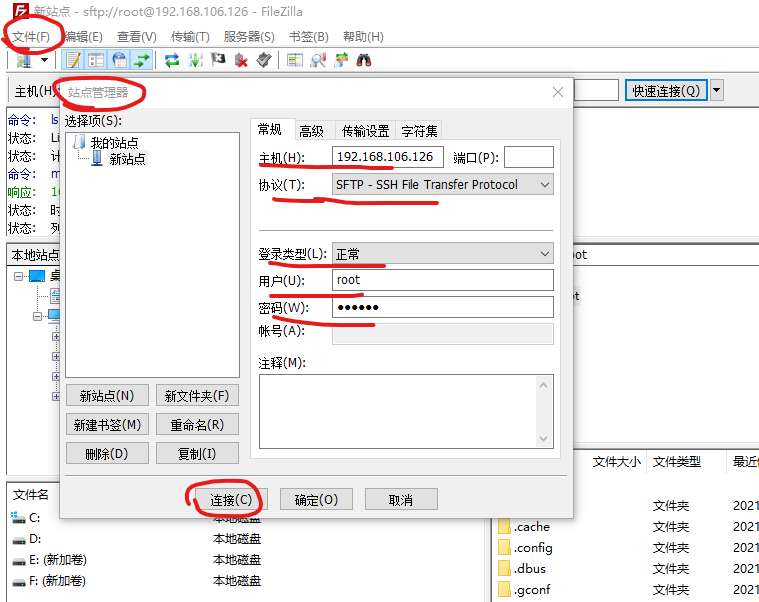 新站点 - sftp://root@192.168.106.126 - FileZilla
文件(F) 编辑(E) 查看(V) 传输(T) 服务器(S) 书签(B) 帮助(H)
主机(H) 快速连接(Q)
站点管理器
命令: ls
状态: Li
状态: 计
命令: m
响应: 16
状态: 时
状态: 列
选择项(S):
我的站点
新站点
常规 高级 传输设置 字符集
主机(H): 192.168.106.126 端口(P):
协议(T): SFTP - SSH File Transfer Protocol
登录类型(L): 正常
用户(U): root
密码(W): ●●●●●●
帐号(A):
注释(M):
新站点(N) 新文件夹(F)
新建书签(M) 重命名(R)
删除(D) 复制(I)
连接(C) 确定(O) 取消
本地站点
oot
桌
ot
文件名
C: 本地磁盘
D: 本地磁盘
E: (新加卷) 本地磁盘
F: (新加卷) 本地磁盘
文件大小 文件类型 最近
文件夹 2021
.cache 文件夹 2021
.config 文件夹 2021
.dbus 文件夹 2021
.gconf 文件夹 2021